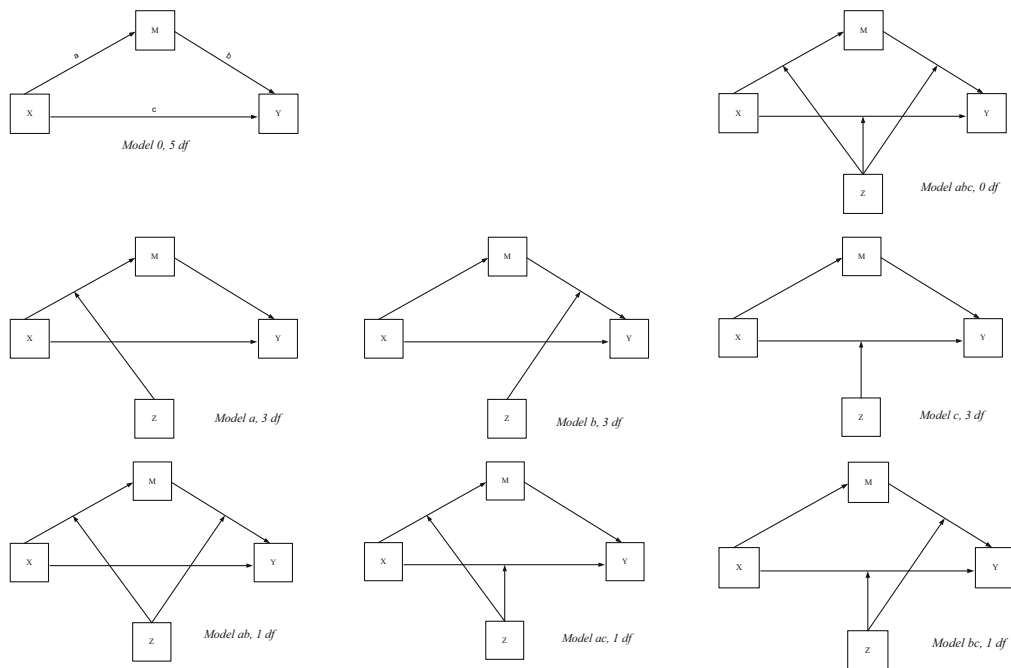 M
a
b
X
c
Y
Model 0, 5 df
M
X
Y
Z
Model abc, 0 df
M
X
Y
Z
Model a, 3 df
M
X
Y
Z
Model b, 3 df
M
X
Y
Z
Model c, 3 df
M
X
Y
Z
Model ab, 1 df
M
X
Y
Z
Model ac, 1 df
M
X
Y
Z
Model bc, 1 df